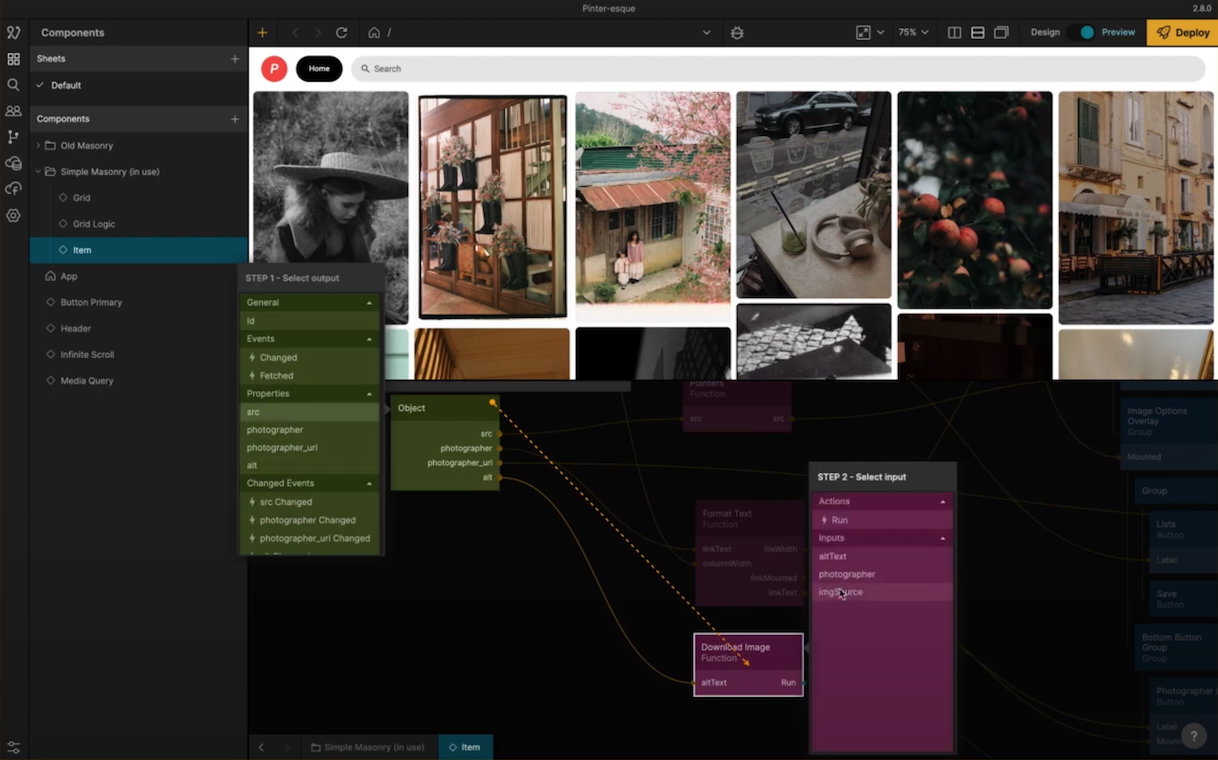 Pinter-esque
2.8.0
Components
/
75%
Design
Preview
Deploy
Sheets
Default
Components
Old Masonry
Simple Masonry (in use)
Grid
Grid Logic
Item
App
Button Primary
Header
Infinite Scroll
Media Query
P
Home
Search
STEP 1 - Select output
General
Id
Events
Changed
Fetched
Properties
src
photographer
photographer_url
alt
Changed Events
src Changed
photographer Changed
photographer_url Changed
Object
src
photographer
photographer_url
alt
Pointers
Function
src src
Format Text
Function
linkText tileWidth
columnWidth
linkMounted
linkText
Download Image
Function
altText Run
STEP 2 - Select input
Actions
Run
Inputs
altText
photographer
imgSource
Image Options
Overlay
Group
Mounted
Group
Lists
Button
Label
Save
Button
Bottom Button
Group
Group
Photographer
Button
Label
?
Simple Masonry (in use)
Item